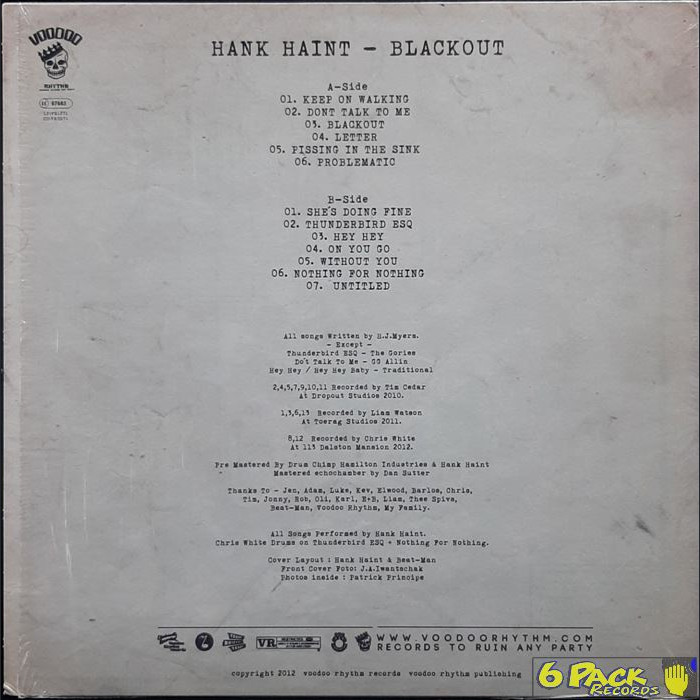 VOODOO
RHYTHM
07683
HANK HAINT - BLACKOUT
A-Side
01. KEEP ON WALKING
02. DONT TALK TO ME
03. BLACKOUT
04. LETTER
05. PISSING IN THE SINK
06. PROBLEMATIC
B-Side
01. SHE'S DOING FINE
02. THUNDERBIRD ESQ
03. HEY HEY
04. ON YOU GO
05. WITHOUT YOU
06. NOTHING FOR NOTHING
07. UNTITLED
All songs Written by H.J.Myers.
- Except -
Thunderbird ESQ - The Gories
Do't Talk To Me - GG Allin
Hey Hey / Hey Hey Baby - Traditional
2,4,5,7,9,10,11 Recorded by Tim Cedar
At Dropout Studios 2010.
1,3,6,13 Recorded by Liam Watson
At Toerag Studios 2011.
8,12 Recorded by Chris White
At 113 Dalston Mansion 2012.
Pre Mastered By Drum Chimp Hamilton Industries & Hank Haint
Mastered echochamber by Dan Sutter
Thanks To - Jen, Adam, Luke, Kev, Elwood, Barlos, Chris,
Tim, Jonny, Rob, Oli, Karl, E+B, Liam, Thee Spivs,
Beat-Man, Voodoo Rhythm, My Family.
All Songs Performed by Hank Haint.
Chris White Drums on Thunderbird ESQ + Nothing For Nothing.
Cover Layout : Hank Haint & Beat-Man
Front Cover Foto: J.A.Iwantschak
Photos inside : Patrick Principe
VR
WWW.VOODOORHYTHM.COM
RECORDS TO RUIN ANY PARTY
copyright 2012 voodoo rhythm records voodoo rhythm publishing
6 PACK
RECORDS